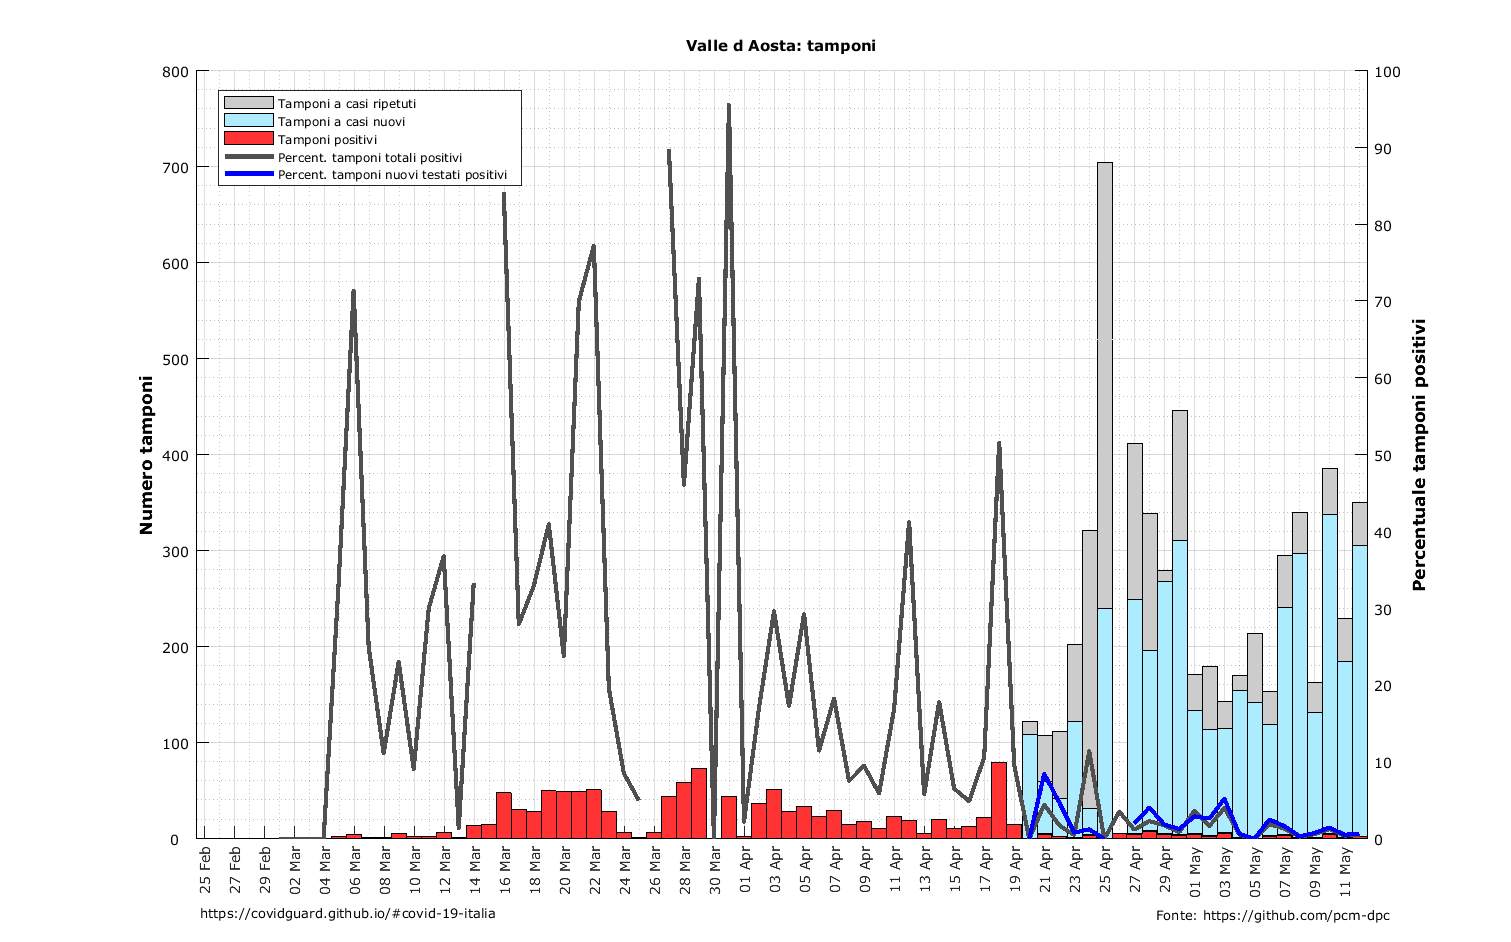 Valle d Aosta: tamponi
Tamponi a casi ripetuti
Tamponi a casi nuovi
Tamponi positivi
Percent. tamponi totali positivi
Percent. tamponi nuovi testati positivi
Numero tamponi
800
700
600
500
400
300
200
100
0
Percentuale tamponi positivi
100
90
80
70
60
50
40
30
20
10
0
25 Feb
27 Feb
29 Feb
02 Mar
04 Mar
06 Mar
08 Mar
10 Mar
12 Mar
14 Mar
16 Mar
18 Mar
20 Mar
22 Mar
24 Mar
26 Mar
28 Mar
30 Mar
01 Apr
03 Apr
05 Apr
07 Apr
09 Apr
11 Apr
13 Apr
15 Apr
17 Apr
19 Apr
21 Apr
23 Apr
25 Apr
27 Apr
29 Apr
01 May
03 May
05 May
07 May
09 May
11 May
https://covidguard.github.io/#covid-19-italia
Fonte: https://github.com/pcm-dpc